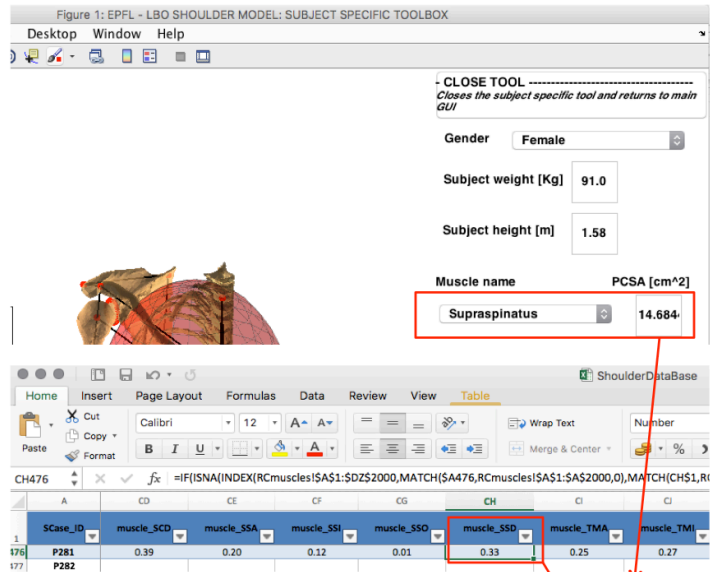 Figure 1: EPFL - LBO SHOULDER MODEL: SUBJECT SPECIFIC TOOLBOX
Desktop Window Help
- CLOSE TOOL --------------------------------------
Closes the subject specific tool and returns to main
GUI
Gender Female
Subject weight [Kg] 91.0
Subject height [m] 1.58
Muscle name PCSA [cm^2]
Supraspinatus 14.684
ShoulderDataBase
Home Insert Page Layout Formulas Data Review View Table
Cut
Calibri 12 A A Wrap Text Number
Copy
Paste Format B I U A Merge & Center %
CH476 fx =IF(ISNA(INDEX(RCmuscles!$A$1:$DZ$2000,MATCH($A476,RCmuscles!$A$1:$A$2000,0),MATCH(CH$1,R
A CD CE CF CG CH CI CJ
1 SCase_ID muscle_SCD muscle_SSA muscle_SSI muscle_SSO muscle_SSD muscle_TMA muscle_TMI
476 P281 0.39 0.20 0.12 0.01 0.33 0.25 0.27
477 P282